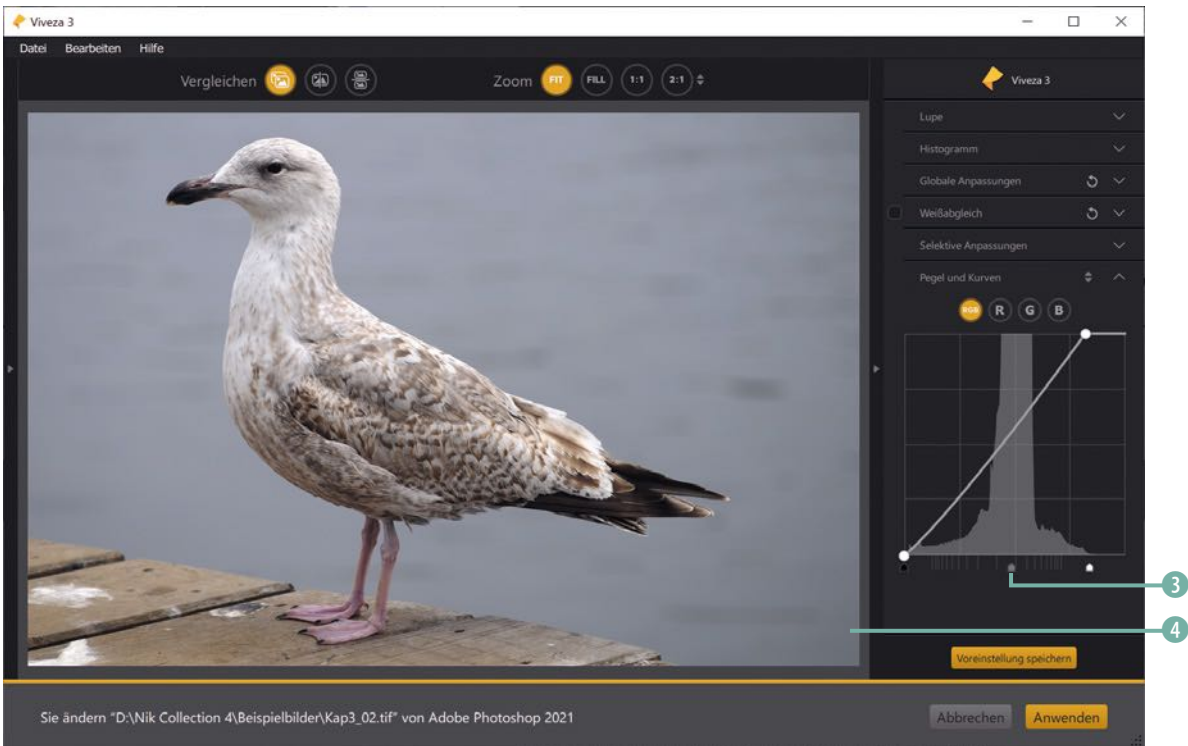 Viveza 3
Datei Bearbeiten Hilfe
Vergleichen
Zoom FIT FILL 1:1 2:1
Viveza 3
Lupe
Histogramm
Globale Anpassungen
Weißabgleich
Selektive Anpassungen
Pegel und Kurven
RGB R G B
3
4
Voreinstellung speichern
Sie ändern "D:\Nik Collection 4\Beispielbilder\Kap3_02.tif" von Adobe Photoshop 2021
Abbrechen Anwenden